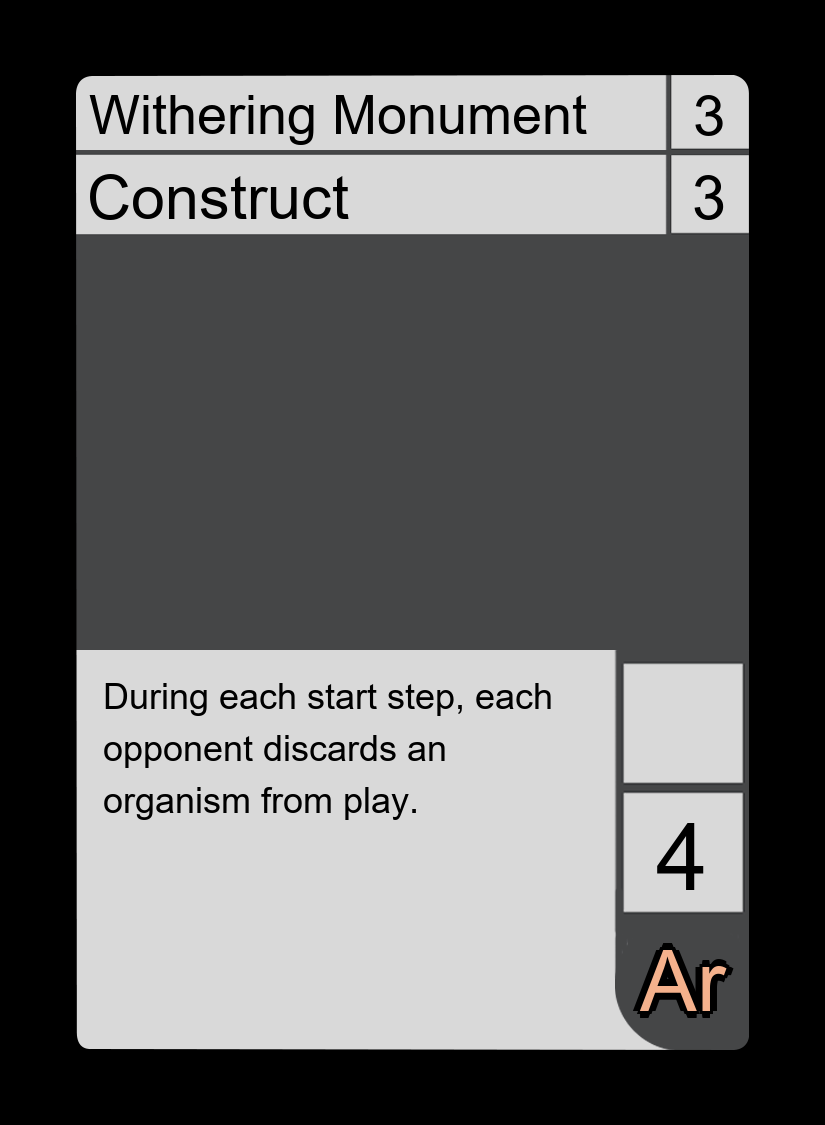 Withering Monument 3
Construct 3
During each start step, each
opponent discards an
organism from play.
4
Ar